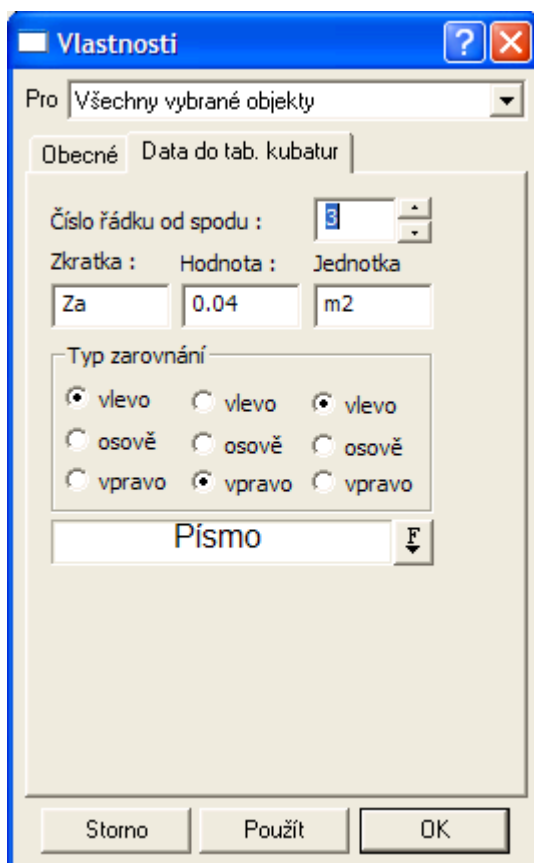 Vlastnosti
Pro Všechny vybrané objekty
Obecné Data do tab. kubatur
Číslo řádku od spodu : 3
Zkratka : Hodnota : Jednotka
Za 0.04 m2
Typ zarovnání
vlevo vlevo vlevo
osově osově osově
vpravo vpravo vpravo
Písmo F
Storno Použít OK